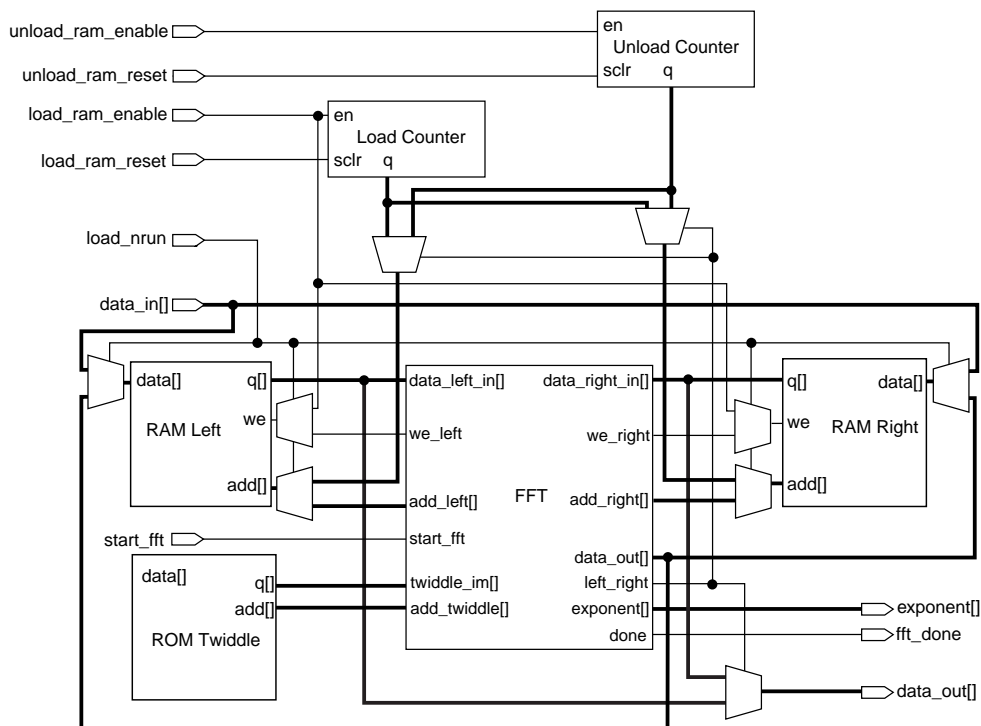 unload_ram_enable
en
Unload Counter
unload_ram_reset
sclr q
load_ram_enable
en
Load Counter
load_ram_reset
sclr q
load_nrun
data_in[]
data[] q[]
data_left_in[] data_right_in[]
q[] data[]
we
RAM Left
we_left we_right
we
RAM Right
add[]
add_left[] FFT add_right[]
add[]
start_fft
start_fft
data_out[]
data[] q[]
twiddle_im[] left_right
add[]
add_twiddle[] exponent[]
exponent[]
ROM Twiddle
done
fft_done
data_out[]